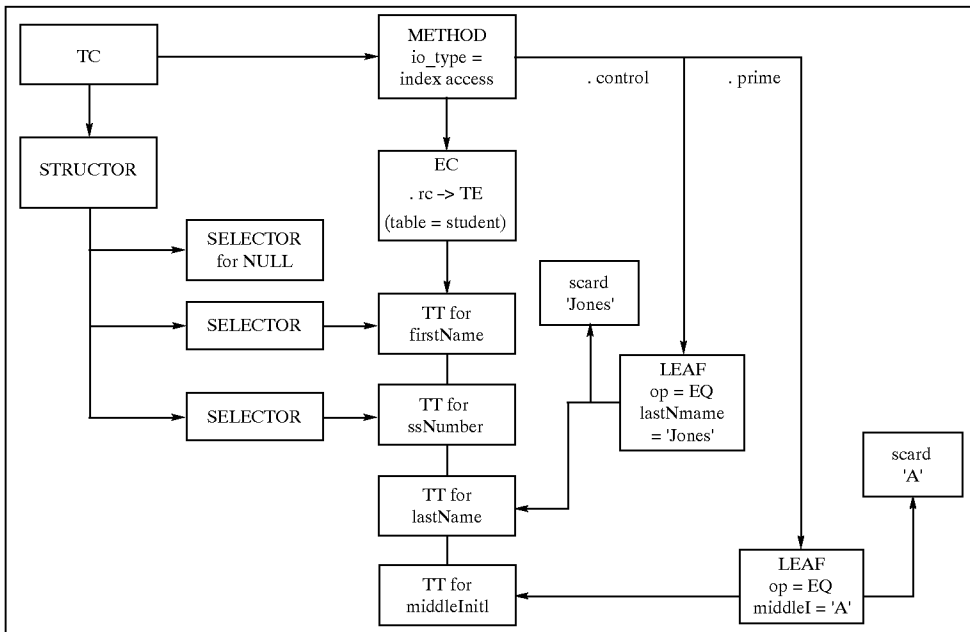 TC
METHOD
io_type =
index access
. control
. prime
STRUCTOR
EC
. rc -> TE
(table = student)
SELECTOR
for NULL
scard
'Jones'
SELECTOR
TT for
firstName
LEAF
op = EQ
lastNmame
= 'Jones'
SELECTOR
TT for
ssNumber
scard
'A'
TT for
lastName
TT for
middleInitl
LEAF
op = EQ
middleI = 'A'